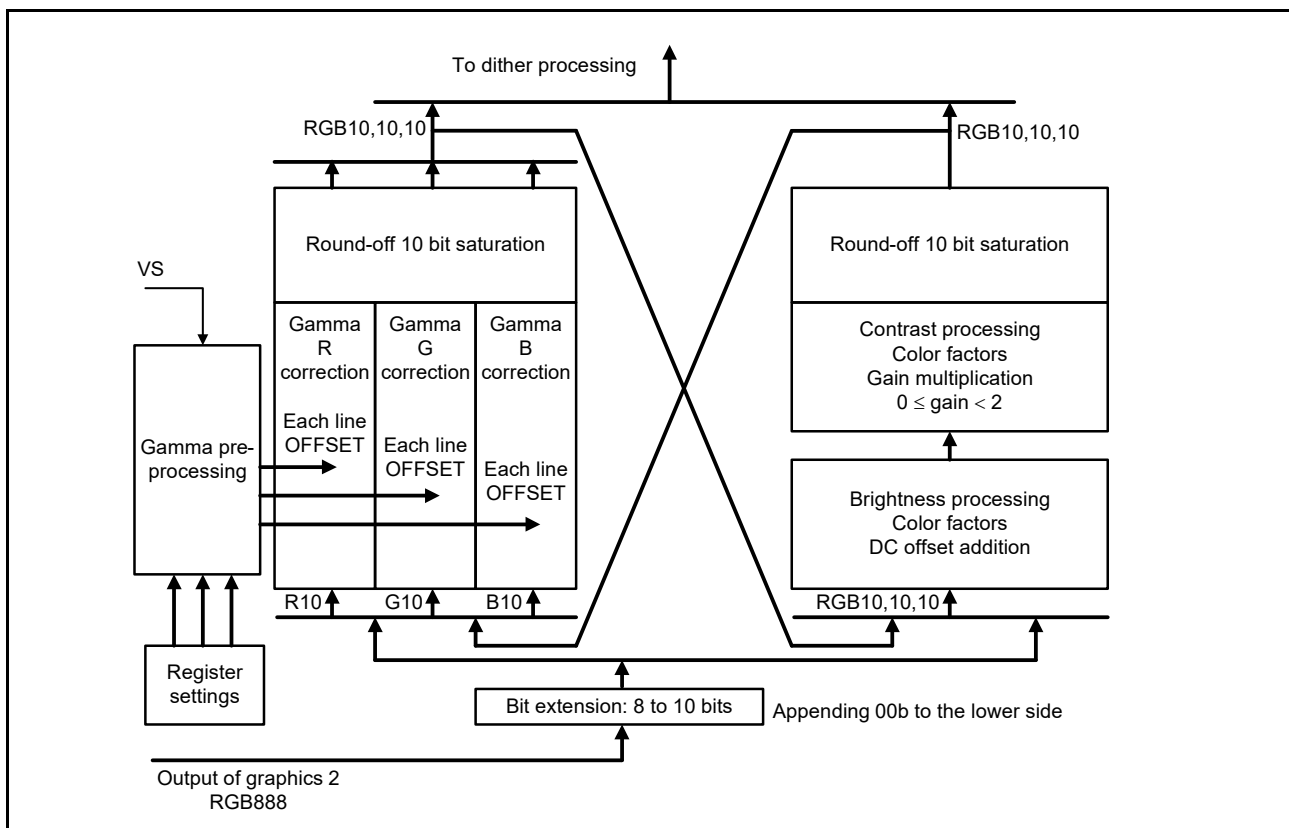 To dither processing
RGB10,10,10
RGB10,10,10
Round-off 10 bit saturation
Round-off 10 bit saturation
VS
Gamma
R
correction
Gamma
G
correction
Gamma
B
correction
Each line
OFFSET
Each line
OFFSET
Each line
OFFSET
Gamma pre-
processing
Contrast processing
Color factors
Gain multiplication
0 ≤ gain < 2
Brightness processing
Color factors
DC offset addition
R10
G10
B10
RGB10,10,10
Register
settings
Bit extension: 8 to 10 bits
Appending 00b to the lower side
Output of graphics 2
RGB888